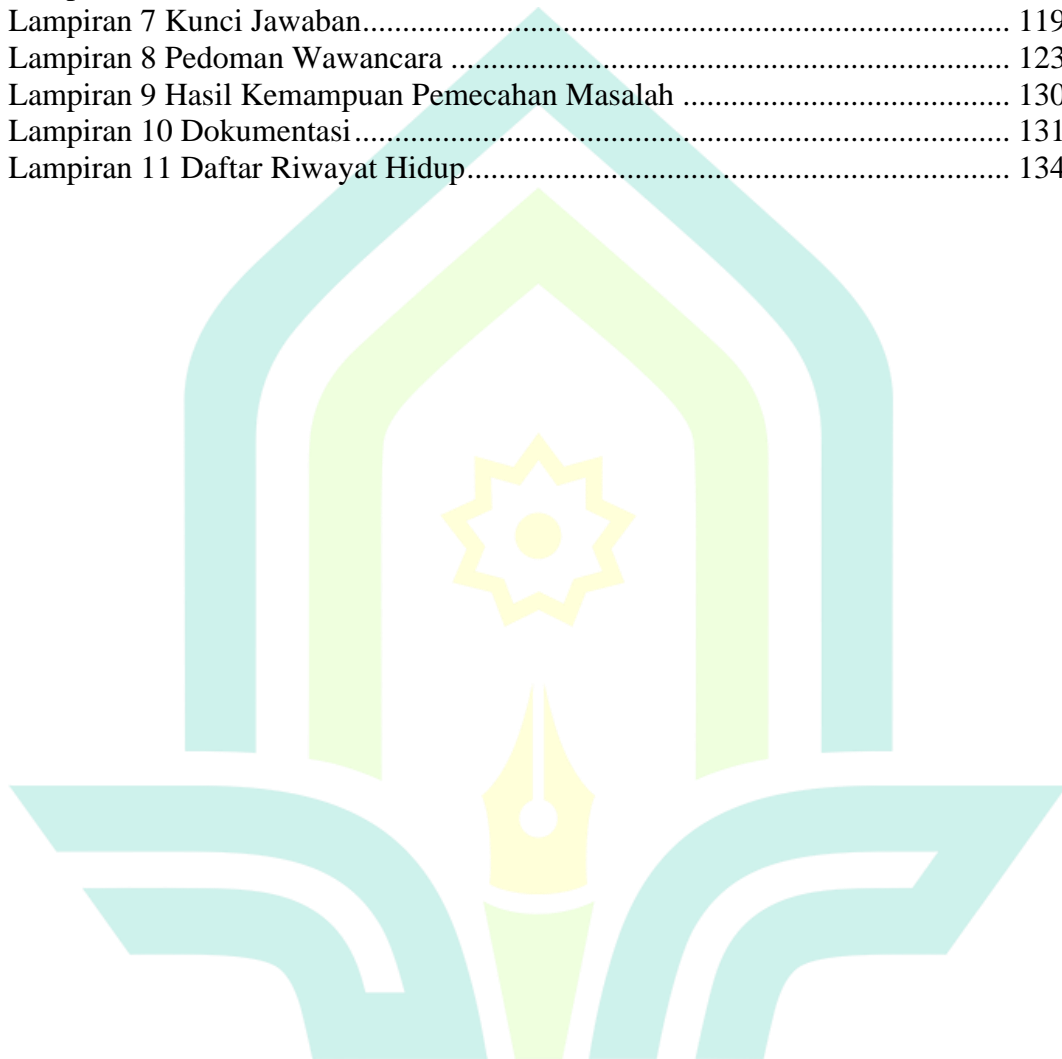 Lampiran 7 Kunci Jawaban.................................................................................. 119
Lampiran 8 Pedoman Wawancara ....................................................................... 123
Lampiran 9 Hasil Kemampuan Pemecahan Masalah .......................................... 130
Lampiran 10 Dokumentasi................................................................................... 131
Lampiran 11 Daftar Riwayat Hidup..................................................................... 134